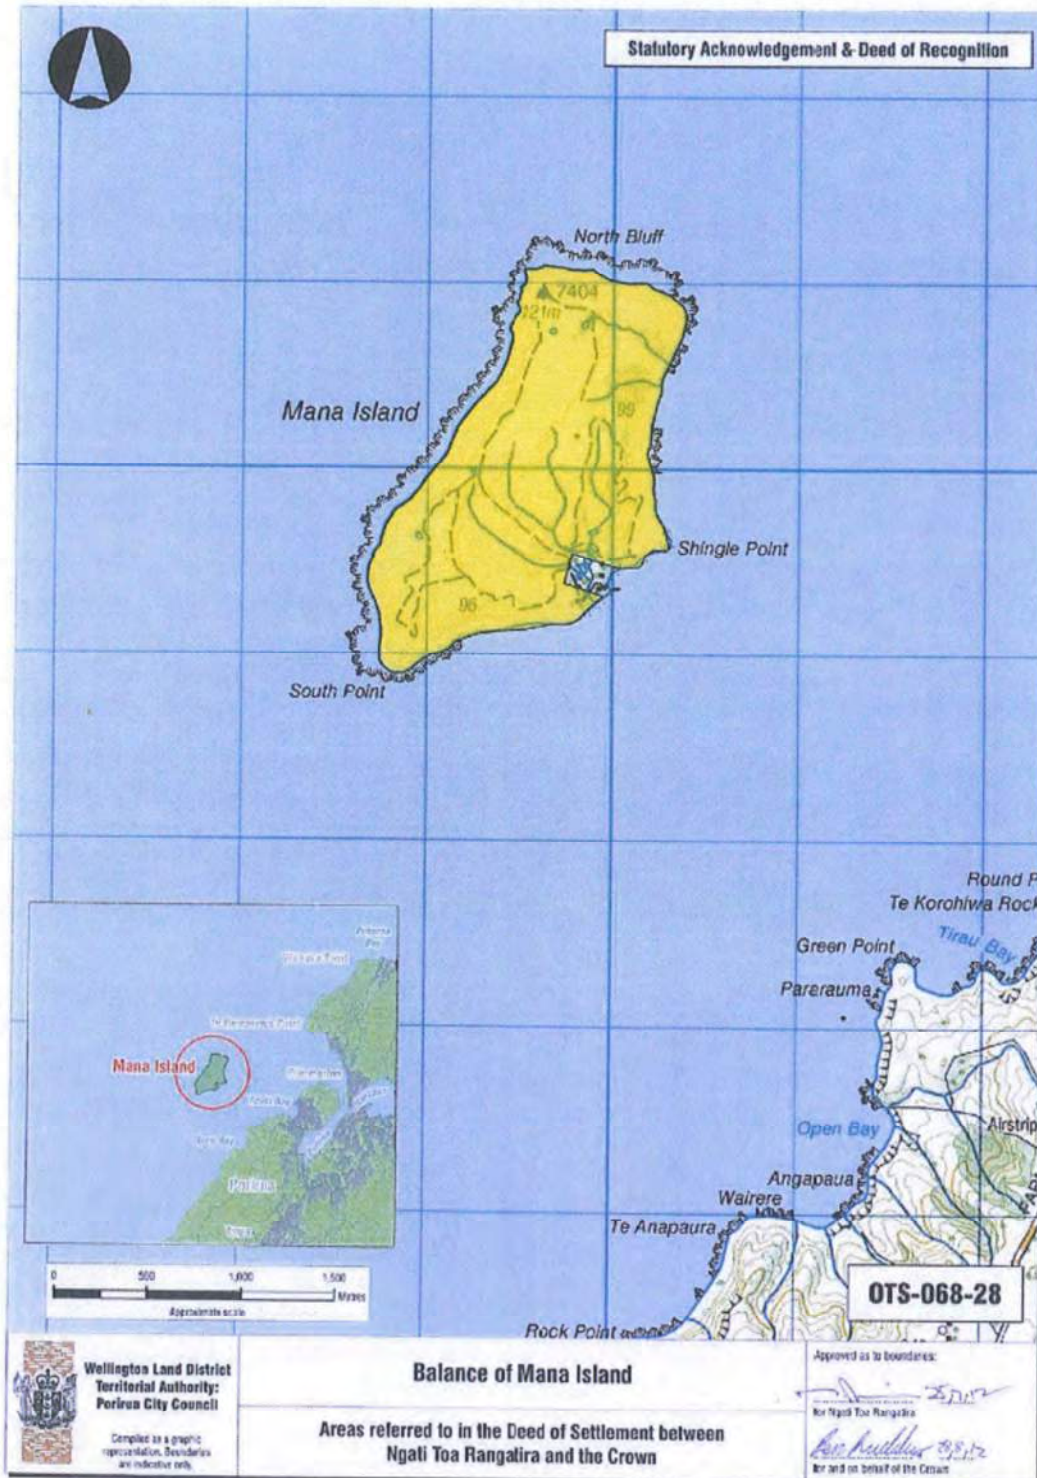 Statutory Acknowledgement & Deed of Recognition
North Bluff
7404
121m
Mana Island
99
Shingle Point
96
South Point
Round P
Te Korohiwa Rock
Tirau Bay
Green Point
Pararauma
Open Bay
Airstrip
Angapaua
Wairere
Te Anapaura
Rock Point
Mana Island
Porirua
0 500 1,000 1,500
Metres
Approximate scale
OTS-068-28
Wellington Land District
Territorial Authority:
Porirua City Council
Compiled as a graphic
representation. Boundaries
are indicative only.
Balance of Mana Island
Areas referred to in the Deed of Settlement between
Ngati Toa Rangatira and the Crown
Approved as to boundaries:
for Ngati Toa Rangatira
for and on behalf of the Crown